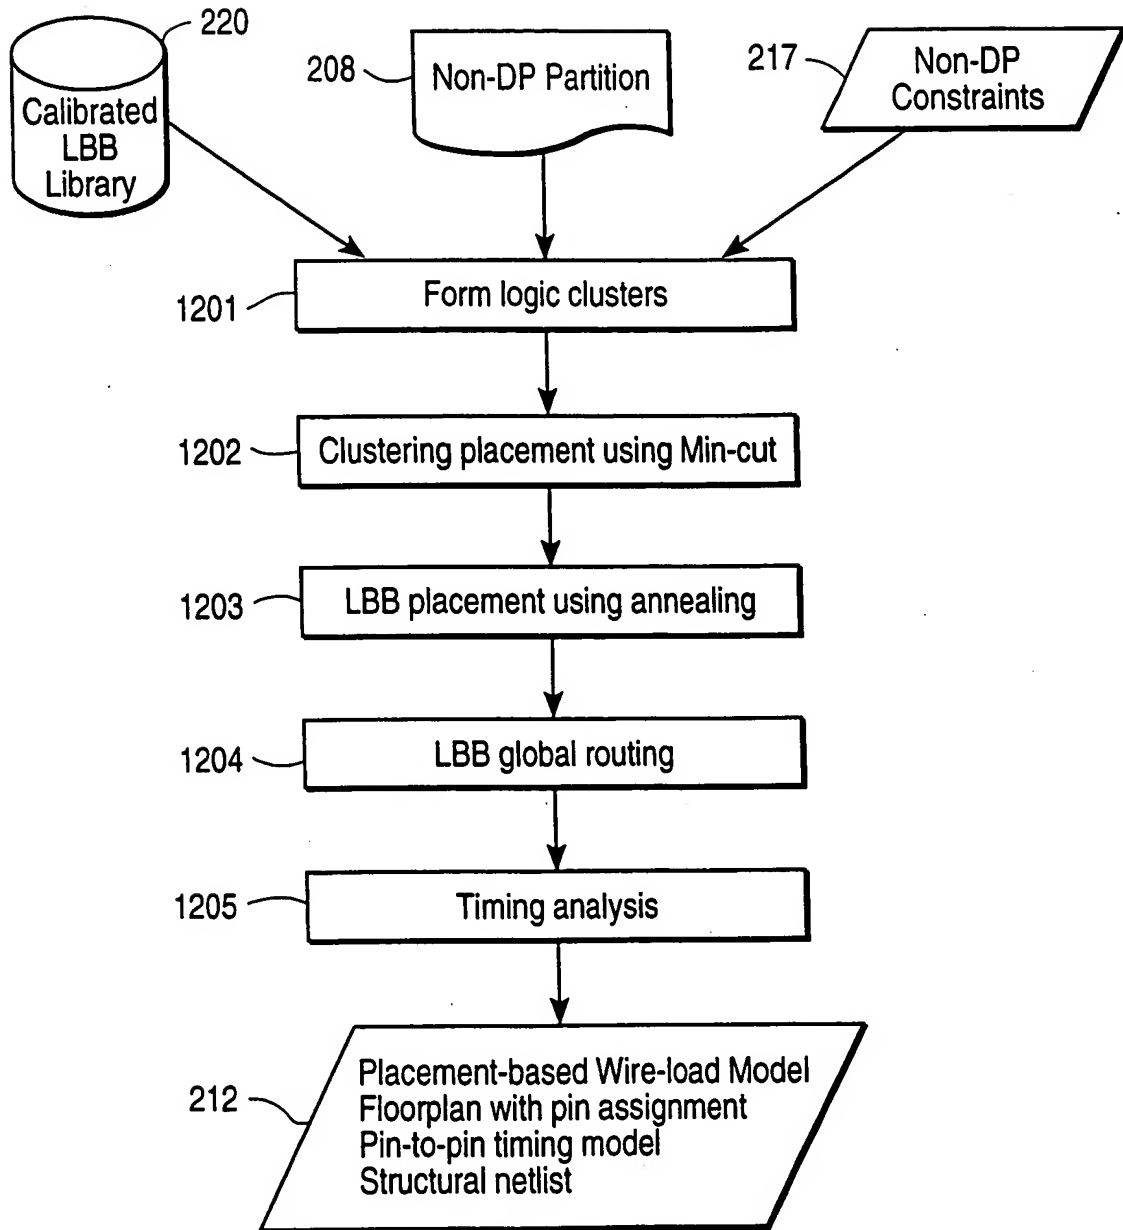 220
Calibrated
LBB
Library
208
Non-DP Partition
217
Non-DP
Constraints
1201
Form logic clusters
1202
Clustering placement using Min-cut
1203
LBB placement using annealing
1204
LBB global routing
1205
Timing analysis
212
Placement-based Wire-load Model
Floorplan with pin assignment
Pin-to-pin timing model
Structural netlist